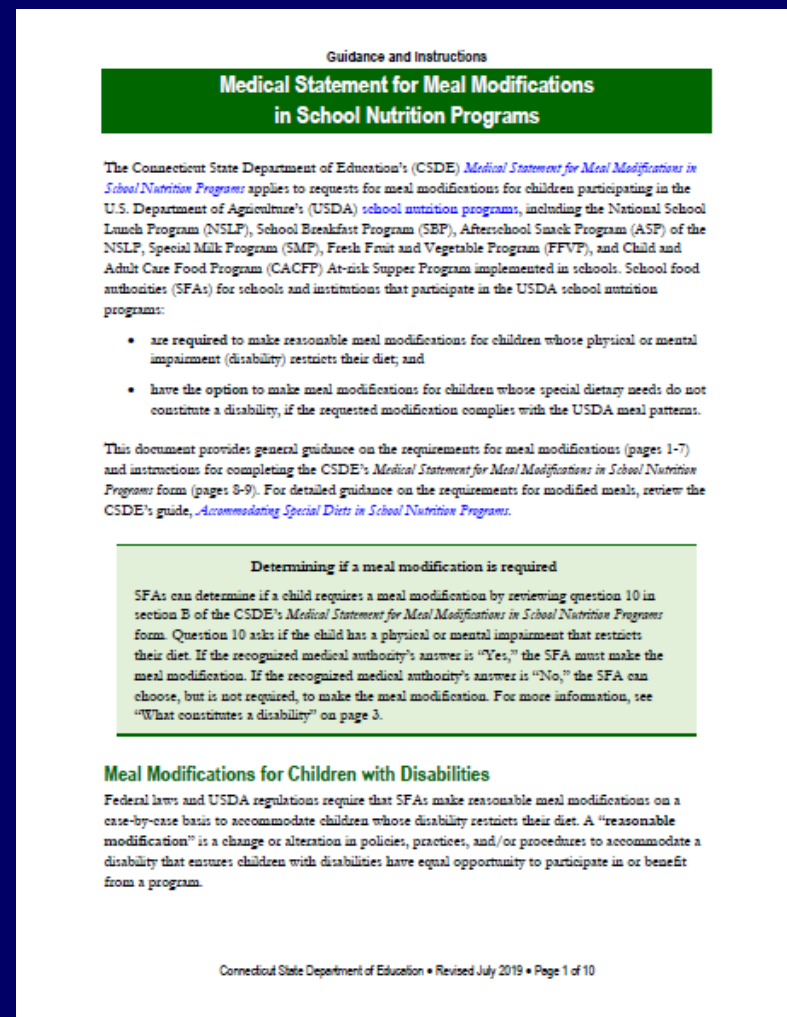 Guidance and Instructions
Medical Statement for Meal Modifications
in School Nutrition Programs
The Connecticut State Department of Education's (CSDE) Medical Statement for Meal Modifications in
School Nutrition Programs applies to requests for meal modifications for children participating in the
U.S. Department of Agriculture's (USDA) school nutrition programs, including the National School
Lunch Program (NSLP), School Breakfast Program (SBP), Afterschool Snack Program (ASP) of the
NSLP, Special Milk Program (SMP), Fresh Fruit and Vegetable Program (FFVP), and Child and
Adult Care Food Program (CACFP) At-risk Supper Program implemented in schools. School food
authorities (SFAs) for schools and institutions that participate in the USDA school nutrition
programs:
• are required to make reasonable meal modifications for children whose physical or mental
impairment (disability) restricts their diet; and
• have the option to make meal modifications for children whose special dietary needs do not
constitute a disability, if the requested modification complies with the USDA meal patterns.
This document provides general guidance on the requirements for meal modifications (pages 1-7)
and instructions for completing the CSDE's Medical Statement for Meal Modifications in School Nutrition
Programs form (pages 8-9). For detailed guidance on the requirements for modified meals, review the
CSDE's guide, Accommodating Special Diets in School Nutrition Programs.
Determining if a meal modification is required
SFAs can determine if a child requires a meal modification by reviewing question 10 in
section B of the CSDE's Medical Statement for Meal Modifications in School Nutrition Programs
form. Question 10 asks if the child has a physical or mental impairment that restricts
their diet. If the recognized medical authority's answer is "Yes," the SFA must make the
meal modification. If the recognized medical authority's answer is "No," the SFA can
choose, but is not required, to make the meal modification. For more information, see
"What constitutes a disability" on page 3.
Meal Modifications for Children with Disabilities
Federal laws and USDA regulations require that SFAs make reasonable meal modifications on a
case-by-case basis to accommodate children whose disability restricts their diet. A "reasonable
modification" is a change or alteration in policies, practices, and/or procedures to accommodate a
disability that ensures children with disabilities have equal opportunity to participate in or benefit
from a program.
Connecticut State Department of Education • Revised July 2019 • Page 1 of 10